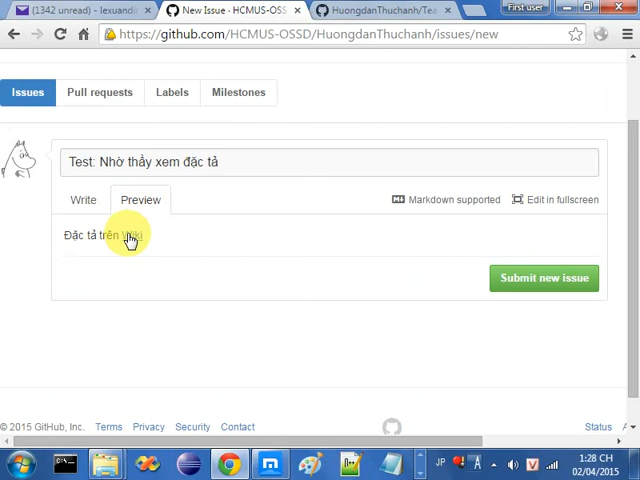 (1342 unread) - lexuandin
New Issue · HCMUS-OSS
HuongdanThuchanh/Tea
First user
https://github.com/HCMUS-OSSD/HuongdanThuchanh/issues/new
Issues
Pull requests
Labels
Milestones
Test: Nhờ thầy xem đặc tả
Write
Preview
Markdown supported
Edit in fullscreen
Đặc tả trên Wiki
Submit new issue
© 2015 GitHub, Inc.
Terms
Privacy
Security
Contact
Status
A
JP
A
V
1:28 CH
02/04/2015